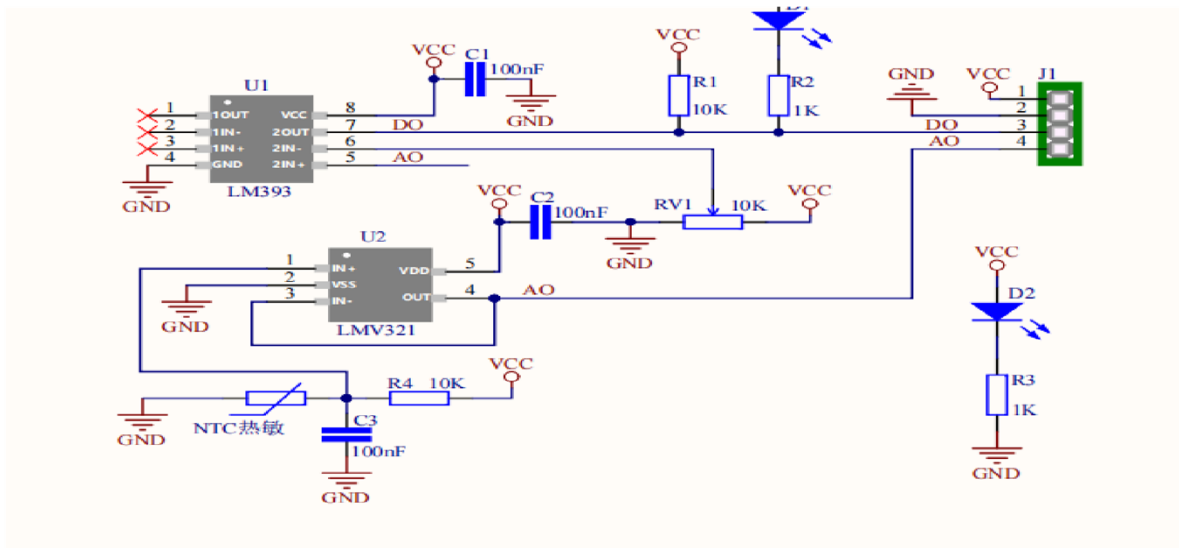 D1
VCC
C1
100nF
GND
U1
1 1OUT VCC 8
2 1IN- 2OUT 7 DO
3 1IN+ 2IN- 6
4 GND 2IN+ 5 AO
LM393
GND
VCC
R1
10K
R2
1K
GND
VCC
J1
1
2
DO 3
AO 4
VCC
C2
100nF
GND
RV1
10K
VCC
U2
1 IN+ VDD 5
2 VSS
3 IN- OUT 4 AO
LMV321
GND
VCC
R4 10K
NTC热敏
GND
C3
100nF
GND
VCC
D2
R3
1K
GND